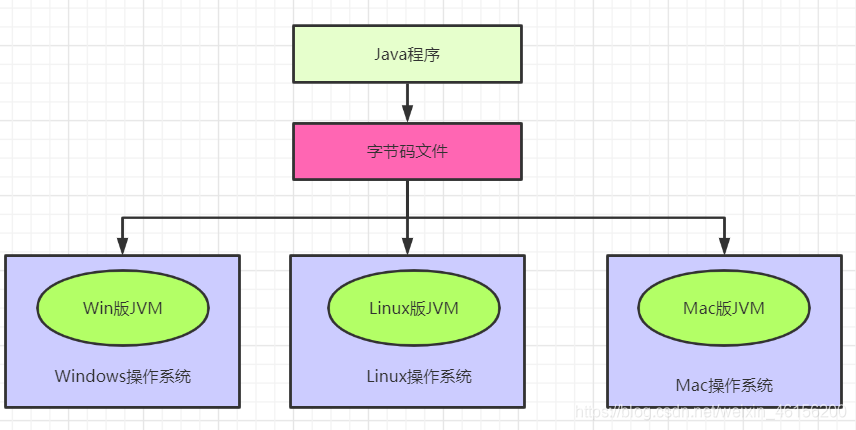 Java程序
字节码文件
Win版JVM
Linux版JVM
Mac版JVM
Windows操作系统
Linux操作系统
Mac操作系统
https://blog.csdn.net/weixin_46156200